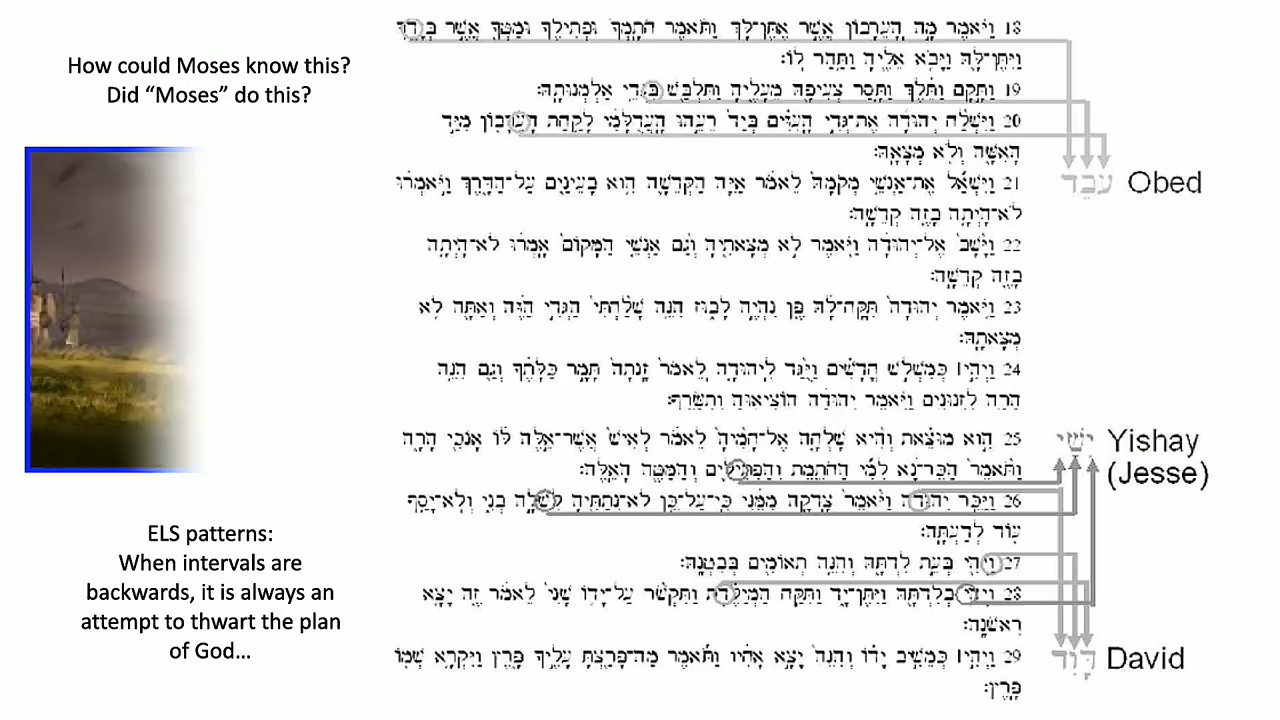 How could Moses know this?
Did “Moses” do this?
18 וַיֹּאמֶר מָה הָעֵרָבוֹן אֲשֶׁר אֶתֶּן־לָּךְ וַתֹּאמֶר חֹתָמְךָ וּפְתִילֶךָ וּמַטְּךָ אֲשֶׁר בְּיָדֶךָ
וַיִּתֶּן־לָּהּ וַיָּבֹא אֵלֶיהָ וַתַּהַר לוֹ׃
19 וַתָּקָם וַתֵּלֶךְ וַתָּסַר צְעִיפָהּ מֵעָלֶיהָ וַתִּלְבַּשׁ בִּגְדֵי אַלְמְנוּתָהּ׃
20 וַיִּשְׁלַח יְהוּדָה אֶת־גְּדִי הָעִזִּים בְּיַד רֵעֵהוּ הָעֲדֻלָּמִי לָקַחַת הָעֵרָבוֹן מִיַּד
הָאִשָּׁה וְלֹא מְצָאָהּ׃
21 וַיִּשְׁאַל אֶת־אַנְשֵׁי מְקֹמָהּ לֵאמֹר אַיֵּה הַקְּדֵשָׁה הִוא בָעֵינַיִם עַל־הַדָּרֶךְ וַיֹּאמְרוּ
לֹא־הָיְתָה בָזֶה קְדֵשָׁה׃
22 וַיָּשָׁב אֶל־יְהוּדָה וַיֹּאמֶר לֹא מְצָאתִיהָ וְגַם אַנְשֵׁי הַמָּקוֹם אָמְרוּ לֹא־הָיְתָה
בָזֶה קְדֵשָׁה׃
23 וַיֹּאמֶר יְהוּדָה תִּקַּח־לָהּ פֶּן נִהְיֶה לָבוּז הִנֵּה שָׁלַחְתִּי הַגְּדִי הַזֶּה וְאַתָּה לֹא
מְצָאתָהּ׃
24 וַיְהִי׀ כְּמִשְׁלֹשׁ חֳדָשִׁים וַיֻּגַּד לִיהוּדָה לֵאמֹר זָנְתָה תָּמָר כַּלָּתֶךָ וְגַם הִנֵּה
הָרָה לִזְנוּנִים וַיֹּאמֶר יְהוּדָה הוֹצִיאוּהָ וְתִשָּׂרֵף׃
25 הִוא מוּצֵאת וְהִיא שָׁלְחָה אֶל־חָמִיהָ לֵאמֹר לְאִישׁ אֲשֶׁר־אֵלֶּה לּוֹ אָנֹכִי הָרָה
וַתֹּאמֶר הַכֶּר־נָא לְמִי הַחֹתֶמֶת וְהַפְּתִילִים וְהַמַּטֶּה הָאֵלֶּה׃
26 וַיַּכֵּר יְהוּדָה וַיֹּאמֶר צָדְקָה מִמֶּנִּי כִּי־עַל־כֵּן לֹא־נְתַתִּיהָ לְשֵׁלָה בְנִי וְלֹא־יָסַף
עוֹד לְדַעְתָּהּ׃
27 וַיְהִי בְּעֵת לִדְתָּהּ וְהִנֵּה תְאוֹמִים בְּבִטְנָהּ׃
28 וַיְהִי בְלִדְתָּהּ וַיִּתֶּן־יָד וַתִּקַּח הַמְיַלֶּדֶת וַתִּקְשֹׁר עַל־יָדוֹ שָׁנִי לֵאמֹר זֶה יָצָא
רִאשֹׁנָה׃
29 וַיְהִי׀ כְּמֵשִׁיב יָדוֹ וְהִנֵּה יָצָא אָחִיו וַתֹּאמֶר מַה־פָּרַצְתָּ עָלֶיךָ פָּרֶץ וַיִּקְרָא שְׁמוֹ
פָּרֶץ׃
עֹבֵד Obed
יִשַׁי Yishay
(Jesse)
דָּוִד David
ELS patterns:
When intervals are
backwards, it is always an
attempt to thwart the plan
of God…